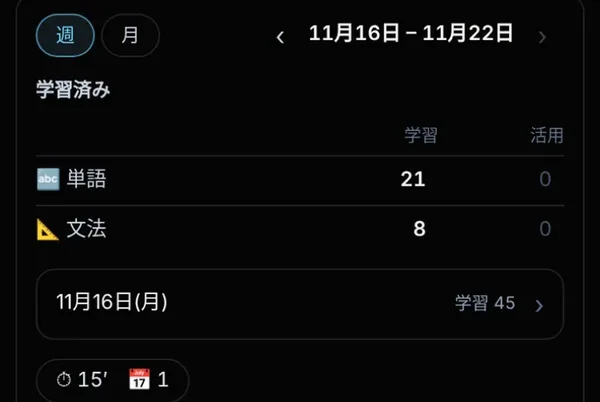 週 月 ‹ 11月16日 – 11月22日 ›
学習済み
学習 活用
🔤 単語 21 0
📐 文法 8 0
11月16日(月) 学習 45 ›
⏱ 15′ 📅 1